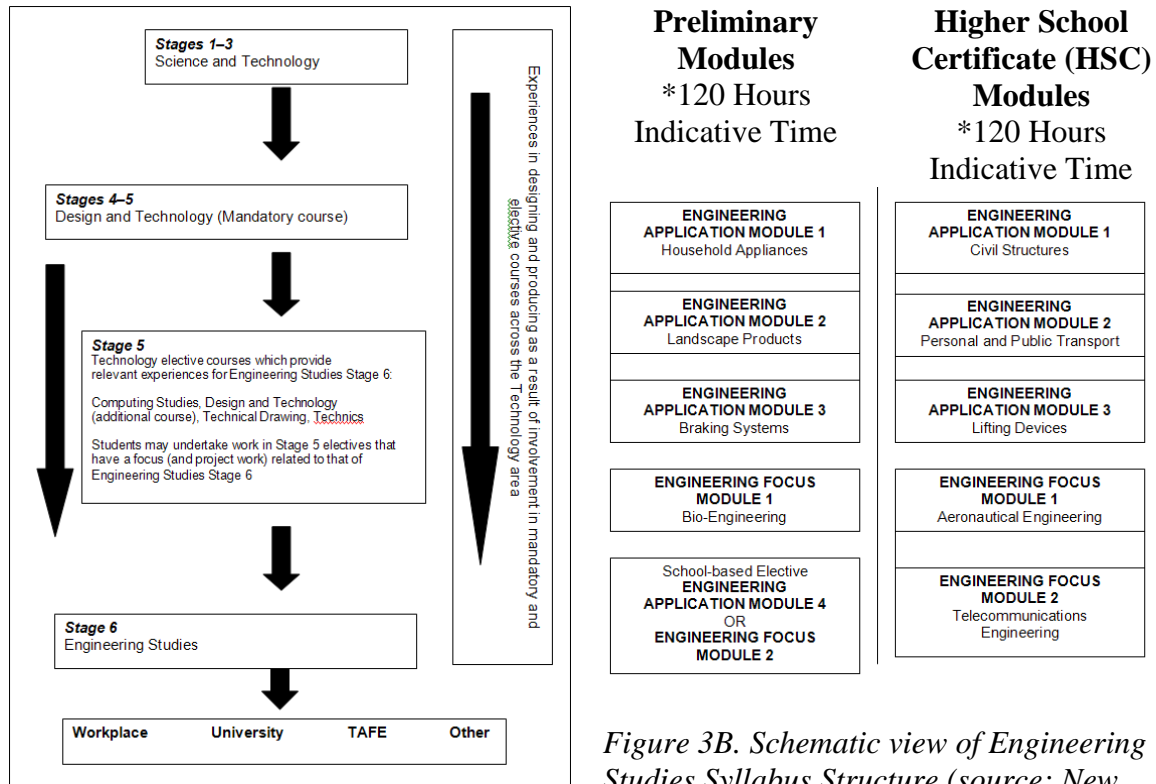 Stages 1–3
Science and Technology
Stages 4–5
Design and Technology (Mandatory course)
Stage 5
Technology elective courses which provide
relevant experiences for Engineering Studies Stage 6:
Computing Studies, Design and Technology
(additional course), Technical Drawing, Technics
Students may undertake work in Stage 5 electives that
have a focus (and project work) related to that of
Engineering Studies Stage 6
Stage 6
Engineering Studies
Workplace University TAFE Other
Experiences in designing and producing as a result of involvement in mandatory and
elective courses across the Technology area
Preliminary
Modules
*120 Hours
Indicative Time
ENGINEERING
APPLICATION MODULE 1
Household Appliances
ENGINEERING
APPLICATION MODULE 2
Landscape Products
ENGINEERING
APPLICATION MODULE 3
Braking Systems
ENGINEERING FOCUS
MODULE 1
Bio-Engineering
School-based Elective
ENGINEERING
APPLICATION MODULE 4
OR
ENGINEERING FOCUS
MODULE 2
Higher School
Certificate (HSC)
Modules
*120 Hours
Indicative Time
ENGINEERING
APPLICATION MODULE 1
Civil Structures
ENGINEERING
APPLICATION MODULE 2
Personal and Public Transport
ENGINEERING
APPLICATION MODULE 3
Lifting Devices
ENGINEERING FOCUS
MODULE 1
Aeronautical Engineering
ENGINEERING FOCUS
MODULE 2
Telecommunications
Engineering
Figure 3B. Schematic view of Engineering
Studies Syllabus Structure (source: New